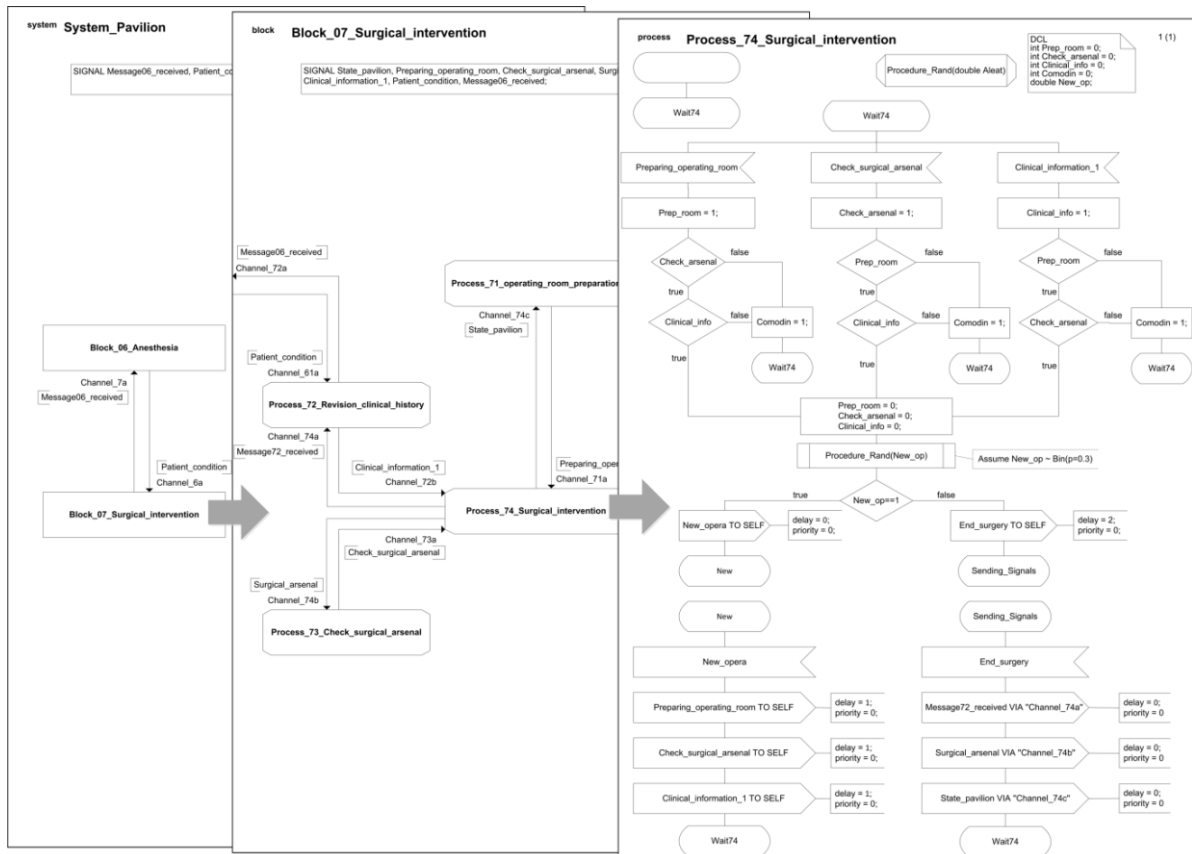 system System_Pavilion
SIGNAL Message06_received, Patient_co
Block_06_Anesthesia
Channel_7a
Message06_received
Patient_condition
Channel_6a
Block_07_Surgical_intervention
block Block_07_Surgical_intervention
SIGNAL State_pavilion, Preparing_operating_room, Check_surgical_arsenal, Surgi
Clinical_information_1, Patient_condition, Message06_received;
Message06_received
Channel_72a
Process_71_operating_room_preparation
Channel_74c
State_pavilion
Patient_condition
Channel_61a
Process_72_Revision_clinical_history
Channel_74a
Message72_received
Clinical_information_1
Channel_72b
Preparing_oper
Channel_71a
Process_74_Surgical_intervention
Channel_73a
Check_surgical_arsenal
Surgical_arsenal
Channel_74b
Process_73_Check_surgical_arsenal
process Process_74_Surgical_intervention
1 (1)
Procedure_Rand(double Aleat)
DCL
int Prep_room = 0;
int Check_arsenal = 0;
int Clinical_info = 0;
int Comodin = 0;
double New_op;
Wait74
Wait74
Preparing_operating_room
Check_surgical_arsenal
Clinical_information_1
Prep_room = 1;
Check_arsenal = 1;
Clinical_info = 1;
Check_arsenal
false
Prep_room
false
Prep_room
false
true
true
true
Clinical_info
false
Comodin = 1;
Clinical_info
false
Comodin = 1;
Check_arsenal
false
Comodin = 1;
true
Wait74
true
Wait74
true
Wait74
Prep_room = 0;
Check_arsenal = 0;
Clinical_info = 0;
Procedure_Rand(New_op)
Assume New_op ~ Bin(p=0.3)
true
New_op==1
false
New_opera TO SELF
delay = 0;
priority = 0;
End_surgery TO SELF
delay = 2;
priority = 0;
New
Sending_Signals
New
Sending_Signals
New_opera
End_surgery
Preparing_operating_room TO SELF
delay = 1;
priority = 0;
Message72_received VIA "Channel_74a"
delay = 0;
priority = 0
Check_surgical_arsenal TO SELF
delay = 1;
priority = 0;
Surgical_arsenal VIA "Channel_74b"
delay = 0;
priority = 0
Clinical_information_1 TO SELF
delay = 1;
priority = 0;
State_pavilion VIA "Channel_74c"
delay = 0;
priority = 0
Wait74
Wait74